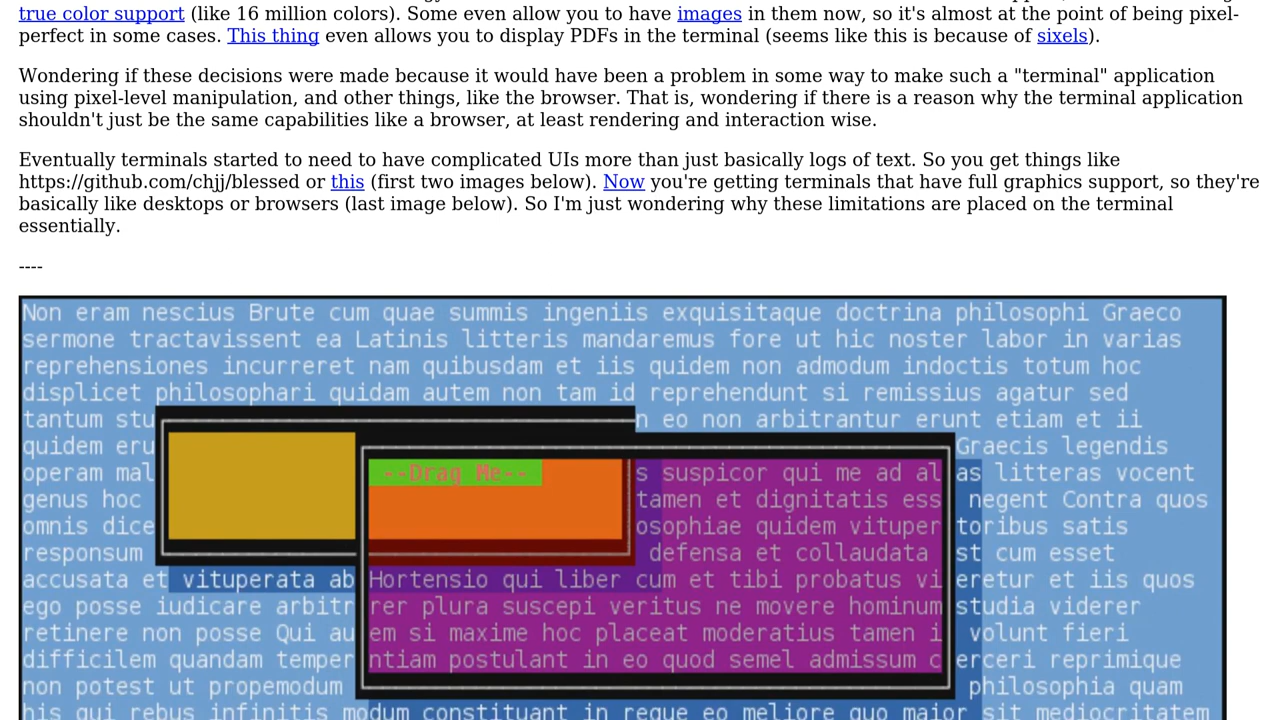 true color support (like 16 million colors). Some even allow you to have images in them now, so it's almost at the point of being pixel-
perfect in some cases. This thing even allows you to display PDFs in the terminal (seems like this is because of sixels).
Wondering if these decisions were made because it would have been a problem in some way to make such a "terminal" application
using pixel-level manipulation, and other things, like the browser. That is, wondering if there is a reason why the terminal application
shouldn't just be the same capabilities like a browser, at least rendering and interaction wise.
Eventually terminals started to need to have complicated UIs more than just basically logs of text. So you get things like
https://github.com/chjj/blessed or this (first two images below). Now you're getting terminals that have full graphics support, so they're
basically like desktops or browsers (last image below). So I'm just wondering why these limitations are placed on the terminal
essentially.
----
Non eram nescius Brute cum quae summis ingeniis exquisitaque doctrina philosophi Graeco
sermone tractavissent ea Latinis litteris mandaremus fore ut hic noster labor in varias
reprehensiones incurreret nam quibusdam et iis quidem non admodum indoctis totum hoc
displicet philosophari quidam autem non tam id reprehendunt si remissius agatur sed
tantum stu n eo non arbitrantur erunt etiam et ii
quidem eru Graecis legendis
operam mal --Drag Me-- s suspicor qui me ad al as litteras vocent
genus hoc tamen et dignitatis ess negent Contra quos
omnis dice osophiae quidem vituper toribus satis
responsum defensa et collaudata st cum esset
accusata et vituperata ab Hortensio qui liber cum et tibi probatus vi eretur et iis quos
ego posse iudicare arbitr rer plura suscepi veritus ne movere hominum studia viderer
retinere non posse Qui au em si maxime hoc placeat moderatius tamen i volunt fieri
difficilem quandam temper ntiam postulant in eo quod semel admissum c erceri reprimique
non potest ut propemodum philosophia quam
his qui rebus infinitis modum constituant in reque eo meliore quo maior sit mediocritatem